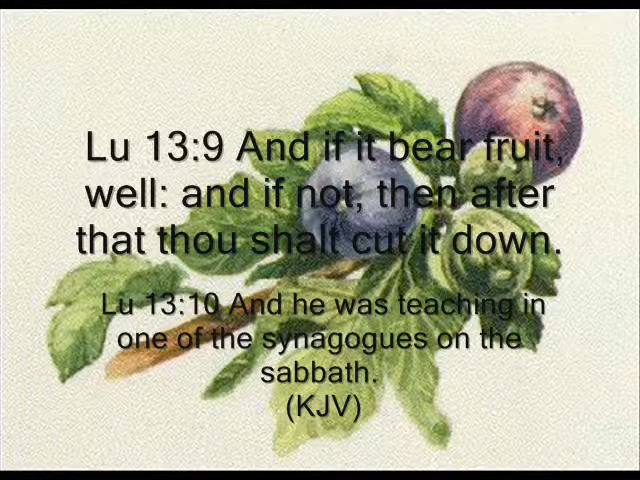 Lu 13:9 And if it bear fruit,
well: and if not, then after
that thou shalt cut it down.
Lu 13:10 And he was teaching in
one of the synagogues on the
sabbath.
(KJV)